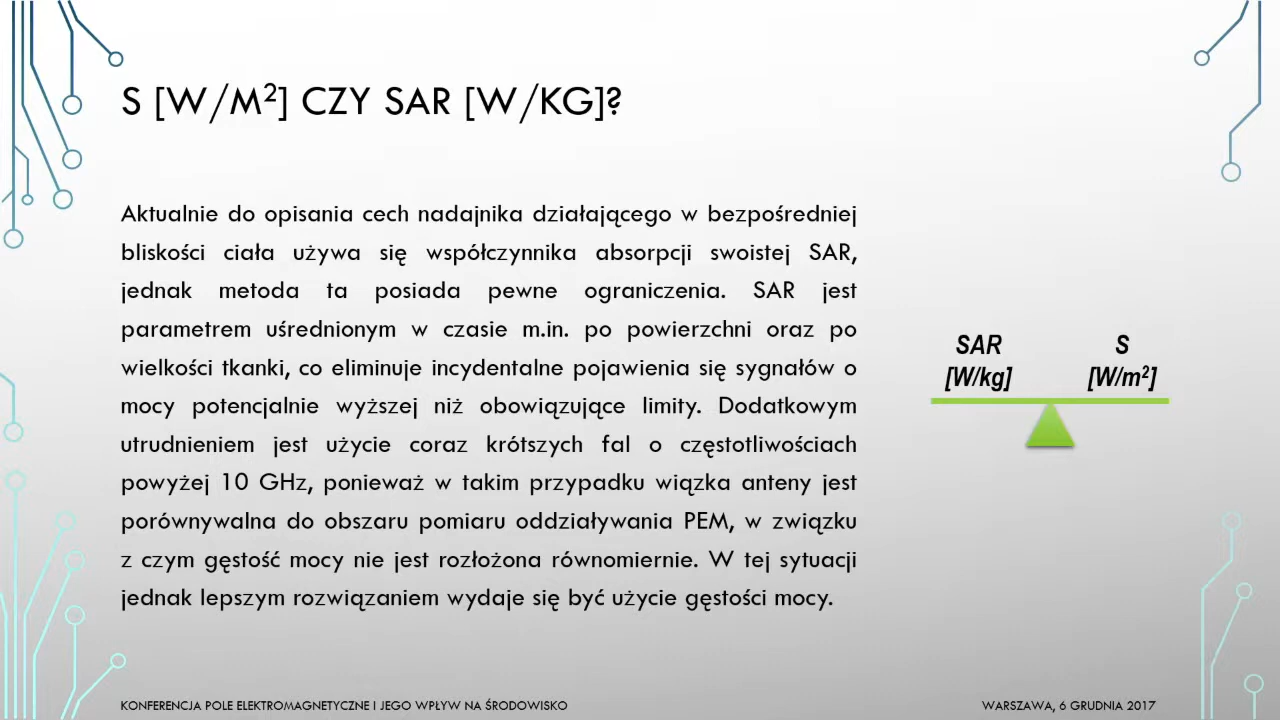 S [W/M²] CZY SAR [W/KG]?
Aktualnie do opisania cech nadajnika działającego w bezpośredniej
bliskości ciała używa się współczynnika absorpcji swoistej SAR,
jednak metoda ta posiada pewne ograniczenia. SAR jest
parametrem uśrednionym w czasie m.in. po powierzchni oraz po
wielkości tkanki, co eliminuje incydentalne pojawienia się sygnałów o
mocy potencjalnie wyższej niż obowiązujące limity. Dodatkowym
utrudnieniem jest użycie coraz krótszych fal o częstotliwościach
powyżej 10 GHz, ponieważ w takim przypadku wiązka anteny jest
porównywalna do obszaru pomiaru oddziaływania PEM, w związku
z czym gęstość mocy nie jest rozłożona równomiernie. W tej sytuacji
jednak lepszym rozwiązaniem wydaje się być użycie gęstości mocy.
SAR
[W/kg]
S
[W/m²]
KONFERENCJA POLE ELEKTROMAGNETYCZNE I JEGO WPŁYW NA ŚRODOWISKO
WARSZAWA, 6 GRUDNIA 2017